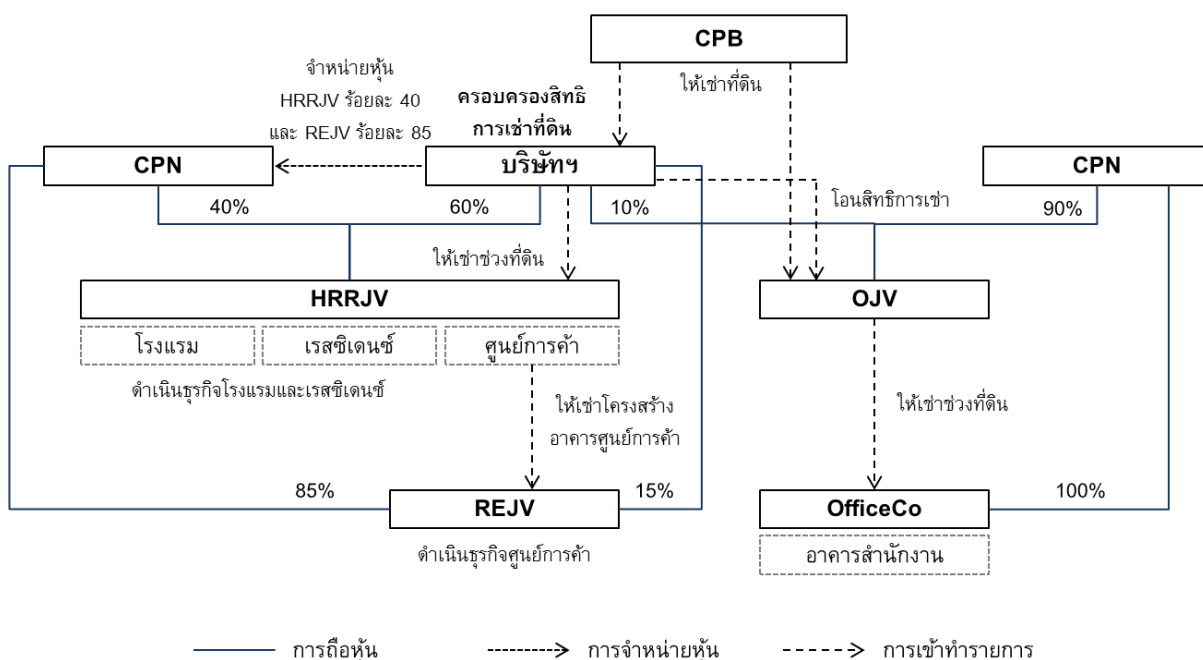 CPB
จำหน่ายหุ้น
HRRJV ร้อยละ 40
และ REJV ร้อยละ 85
ครอบครองสิทธิ
การเช่าที่ดิน
ให้เช่าที่ดิน
CPN
บริษัทฯ
CPN
40%
60%
10%
โอนสิทธิการเช่า
90%
ให้เช่าช่วงที่ดิน
HRRJV
OJV
โรงแรม
เรสซิเดนซ์
ศูนย์การค้า
ดำเนินธุรกิจโรงแรมและเรสซิเดนซ์
ให้เช่าโครงสร้าง
อาคารศูนย์การค้า
ให้เช่าช่วงที่ดิน
85%
REJV
15%
OfficeCo
100%
ดำเนินธุรกิจศูนย์การค้า
อาคารสำนักงาน
การถือหุ้น
การจำหน่ายหุ้น
การเข้าทำรายการ